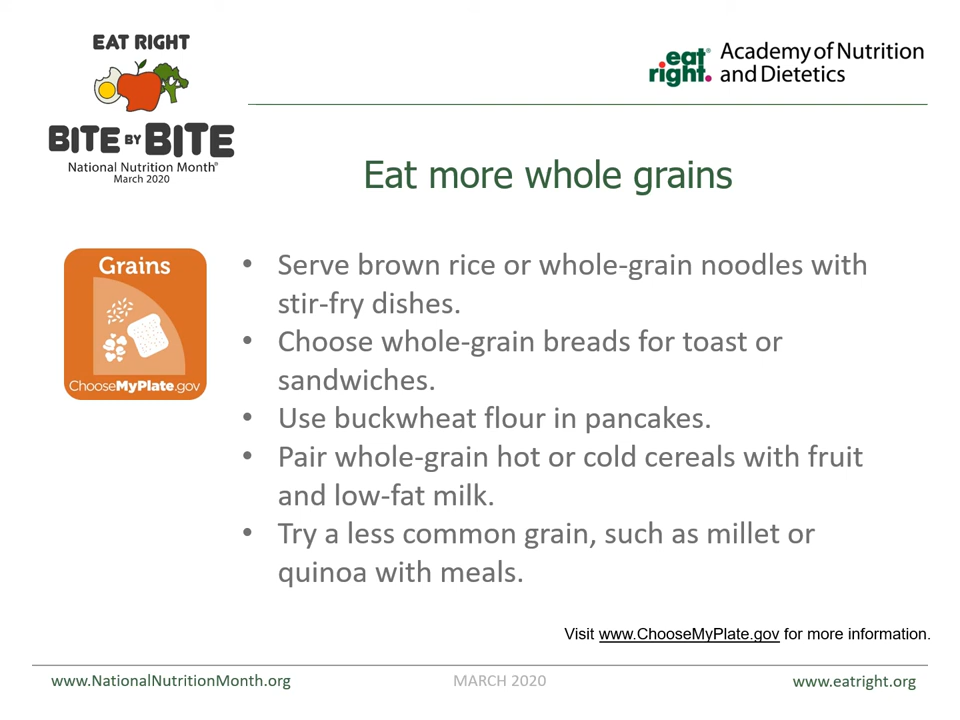 EAT RIGHT
BITE BY BITE
National Nutrition Month®
March 2020
eat®
right.
Academy of Nutrition
and Dietetics
Eat more whole grains
Grains
ChooseMyPlate.gov
• Serve brown rice or whole-grain noodles with
stir-fry dishes.
• Choose whole-grain breads for toast or
sandwiches.
• Use buckwheat flour in pancakes.
• Pair whole-grain hot or cold cereals with fruit
and low-fat milk.
• Try a less common grain, such as millet or
quinoa with meals.
Visit www.ChooseMyPlate.gov for more information.
www.NationalNutritionMonth.org
MARCH 2020
www.eatright.org